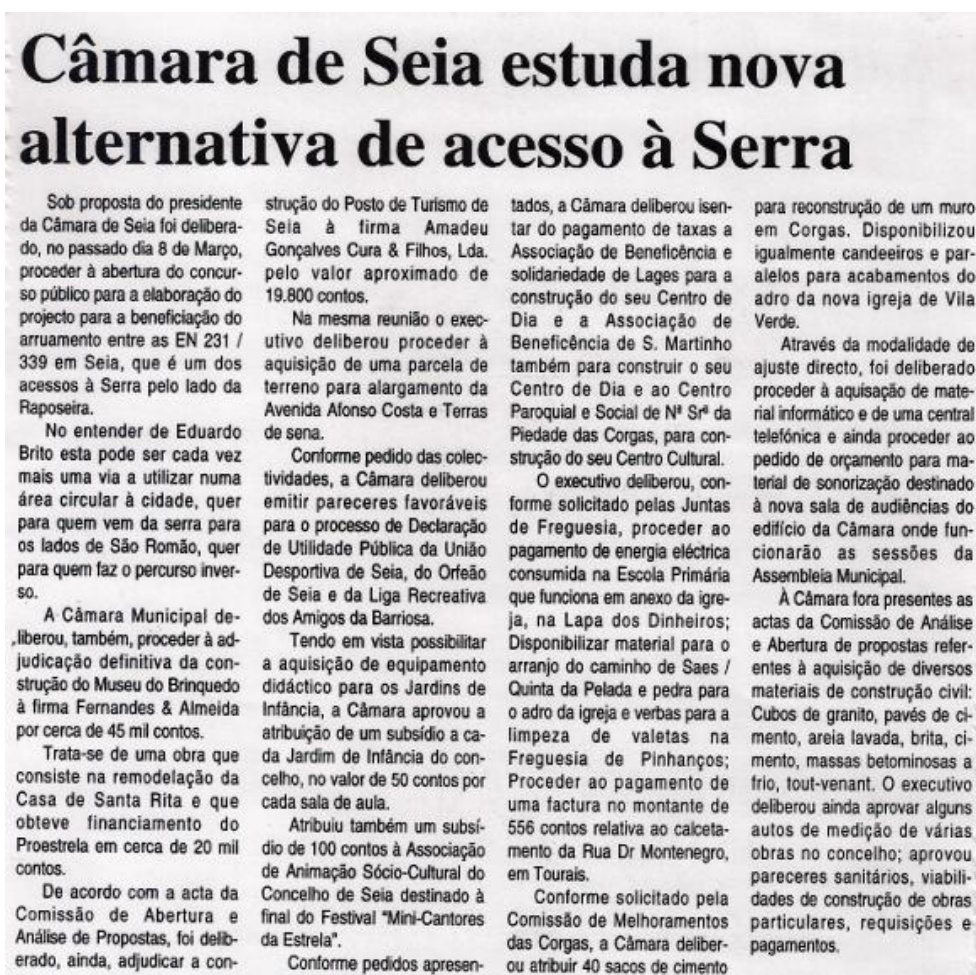 Câmara de Seia estuda nova
alternativa de acesso à Serra
Sob proposta do presidente
da Câmara de Seia foi delibera-
do, no passado dia 8 de Março,
proceder à abertura do concur-
so público para a elaboração do
projecto para a beneficiação do
arruamento entre as EN 231 /
339 em Seia, que é um dos
acessos à Serra pelo lado da
Raposeira.
No entender de Eduardo
Brito esta pode ser cada vez
mais uma via a utilizar numa
área circular à cidade, quer
para quem vem da serra para
os lados de São Romão, quer
para quem faz o percurso inver-
so.
A Câmara Municipal de-
liberou, também, proceder à ad-
judicação definitiva da con-
strução do Museu do Brinquedo
à firma Fernandes & Almeida
por cerca de 45 mil contos.
Trata-se de uma obra que
consiste na remodelação da
Casa de Santa Rita e que
obteve financiamento do
Proestrela em cerca de 20 mil
contos.
De acordo com a acta da
Comissão de Abertura e
Análise de Propostas, foi delib-
erado, ainda, adjudicar a con-
strução do Posto de Turismo de
Seia à firma Amadeu
Gonçalves Cura & Filhos, Lda.
pelo valor aproximado de
19.800 contos.
Na mesma reunião o exec-
utivo deliberou proceder à
aquisição de uma parcela de
terreno para alargamento da
Avenida Afonso Costa e Terras
de sena.
Conforme pedido das colec-
tividades, a Câmara deliberou
emitir pareceres favoráveis
para o processo de Declaração
de Utilidade Pública da União
Desportiva de Seia, do Orfeão
de Seia e da Liga Recreativa
dos Amigos da Barriosa.
Tendo em vista possibilitar
a aquisição de equipamento
didáctico para os Jardins de
Infância, a Câmara aprovou a
atribuição de um subsídio a ca-
da Jardim de Infância do con-
celho, no valor de 50 contos por
cada sala de aula.
Atribuiu também um subsí-
dio de 100 contos à Associação
de Animação Sócio-Cultural do
Concelho de Seia destinado à
final do Festival "Mini-Cantores
da Estrela".
Conforme pedidos apresen-
tados, a Câmara deliberou isen-
tar do pagamento de taxas a
Associação de Beneficência e
solidariedade de Lages para a
construção do seu Centro de
Dia e a Associação de
Beneficência de S. Martinho
também para construir o seu
Centro de Dia e ao Centro
Paroquial e Social de Nª Srª da
Piedade das Corgas, para con-
strução do seu Centro Cultural.
O executivo deliberou, con-
forme solicitado pelas Juntas
de Freguesia, proceder ao
pagamento de energia eléctrica
consumida na Escola Primária
que funciona em anexo da igre-
ja, na Lapa dos Dinheiros;
Disponibilizar material para o
arranjo do caminho de Saes /
Quinta da Pelada e pedra para
o adro da igreja e verbas para a
limpeza de valetas na
Freguesia de Pinhanços;
Proceder ao pagamento de
uma factura no montante de
556 contos relativa ao calceta-
mento da Rua Dr Montenegro,
em Tourais.
Conforme solicitado pela
Comissão de Melhoramentos
das Corgas, a Câmara deliber-
ou atribuir 40 sacos de cimento
para reconstrução de um muro
em Corgas. Disponibilizou
igualmente candeeiros e par-
alelos para acabamentos do
adro da nova igreja de Vila
Verde.
Através da modalidade de
ajuste directo, foi deliberado
proceder à aquisação de mate-
rial informático e de uma central
telefónica e ainda proceder ao
pedido de orçamento para ma-
terial de sonorização destinado
à nova sala de audiências do
edifício da Câmara onde fun-
cionarão as sessões da
Assembleia Municipal.
À Câmara fora presentes as
actas da Comissão de Análise
e Abertura de propostas refer-
entes à aquisição de diversos
materiais de construção civil:
Cubos de granito, pavés de ci-
mento, areia lavada, brita, ci-
mento, massas betominosas a
frio, tout-venant. O executivo
deliberou ainda aprovar alguns
autos de medição de várias
obras no concelho; aprovou
pareceres sanitários, viabili-
dades de construção de obras
particulares, requisições e
pagamentos.